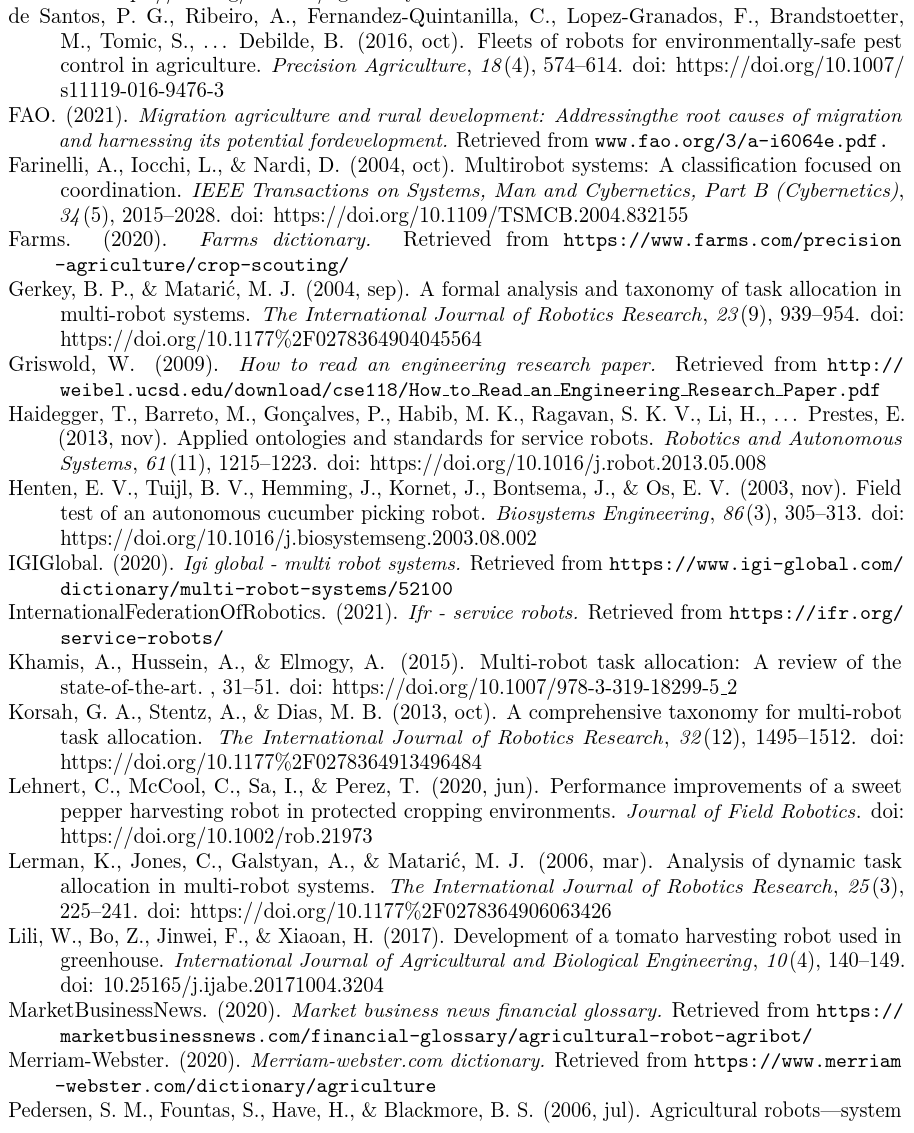 de Santos, P. G., Ribeiro, A., Fernandez-Quintanilla, C., Lopez-Granados, F., Brandstoetter,
M., Tomic, S., … Debilde, B. (2016, oct). Fleets of robots for environmentally-safe pest
control in agriculture. Precision Agriculture, 18(4), 574–614. doi: https://doi.org/10.1007/
s11119-016-9476-3
FAO. (2021). Migration agriculture and rural development: Addressingthe root causes of migration
and harnessing its potential fordevelopment. Retrieved from www.fao.org/3/a-i6064e.pdf.
Farinelli, A., Iocchi, L., & Nardi, D. (2004, oct). Multirobot systems: A classification focused on
coordination. IEEE Transactions on Systems, Man and Cybernetics, Part B (Cybernetics),
34(5), 2015–2028. doi: https://doi.org/10.1109/TSMCB.2004.832155
Farms. (2020). Farms dictionary. Retrieved from https://www.farms.com/precision
-agriculture/crop-scouting/
Gerkey, B. P., & Matarić, M. J. (2004, sep). A formal analysis and taxonomy of task allocation in
multi-robot systems. The International Journal of Robotics Research, 23(9), 939–954. doi:
https://doi.org/10.1177%2F0278364904045564
Griswold, W. (2009). How to read an engineering research paper. Retrieved from http://
weibel.ucsd.edu/download/cse118/How_to_Read_an_Engineering_Research_Paper.pdf
Haidegger, T., Barreto, M., Gonçalves, P., Habib, M. K., Ragavan, S. K. V., Li, H., … Prestes, E.
(2013, nov). Applied ontologies and standards for service robots. Robotics and Autonomous
Systems, 61(11), 1215–1223. doi: https://doi.org/10.1016/j.robot.2013.05.008
Henten, E. V., Tuijl, B. V., Hemming, J., Kornet, J., Bontsema, J., & Os, E. V. (2003, nov). Field
test of an autonomous cucumber picking robot. Biosystems Engineering, 86(3), 305–313. doi:
https://doi.org/10.1016/j.biosystemseng.2003.08.002
IGIGlobal. (2020). Igi global - multi robot systems. Retrieved from https://www.igi-global.com/
dictionary/multi-robot-systems/52100
InternationalFederationOfRobotics. (2021). Ifr - service robots. Retrieved from https://ifr.org/
service-robots/
Khamis, A., Hussein, A., & Elmogy, A. (2015). Multi-robot task allocation: A review of the
state-of-the-art. , 31–51. doi: https://doi.org/10.1007/978-3-319-18299-5_2
Korsah, G. A., Stentz, A., & Dias, M. B. (2013, oct). A comprehensive taxonomy for multi-robot
task allocation. The International Journal of Robotics Research, 32(12), 1495–1512. doi:
https://doi.org/10.1177%2F0278364913496484
Lehnert, C., McCool, C., Sa, I., & Perez, T. (2020, jun). Performance improvements of a sweet
pepper harvesting robot in protected cropping environments. Journal of Field Robotics. doi:
https://doi.org/10.1002/rob.21973
Lerman, K., Jones, C., Galstyan, A., & Matarić, M. J. (2006, mar). Analysis of dynamic task
allocation in multi-robot systems. The International Journal of Robotics Research, 25(3),
225–241. doi: https://doi.org/10.1177%2F0278364906063426
Lili, W., Bo, Z., Jinwei, F., & Xiaoan, H. (2017). Development of a tomato harvesting robot used in
greenhouse. International Journal of Agricultural and Biological Engineering, 10(4), 140–149.
doi: 10.25165/j.ijabe.20171004.3204
MarketBusinessNews. (2020). Market business news financial glossary. Retrieved from https://
marketbusinessnews.com/financial-glossary/agricultural-robot-agribot/
Merriam-Webster. (2020). Merriam-webster.com dictionary. Retrieved from https://www.merriam
-webster.com/dictionary/agriculture
Pedersen, S. M., Fountas, S., Have, H., & Blackmore, B. S. (2006, jul). Agricultural robots—system